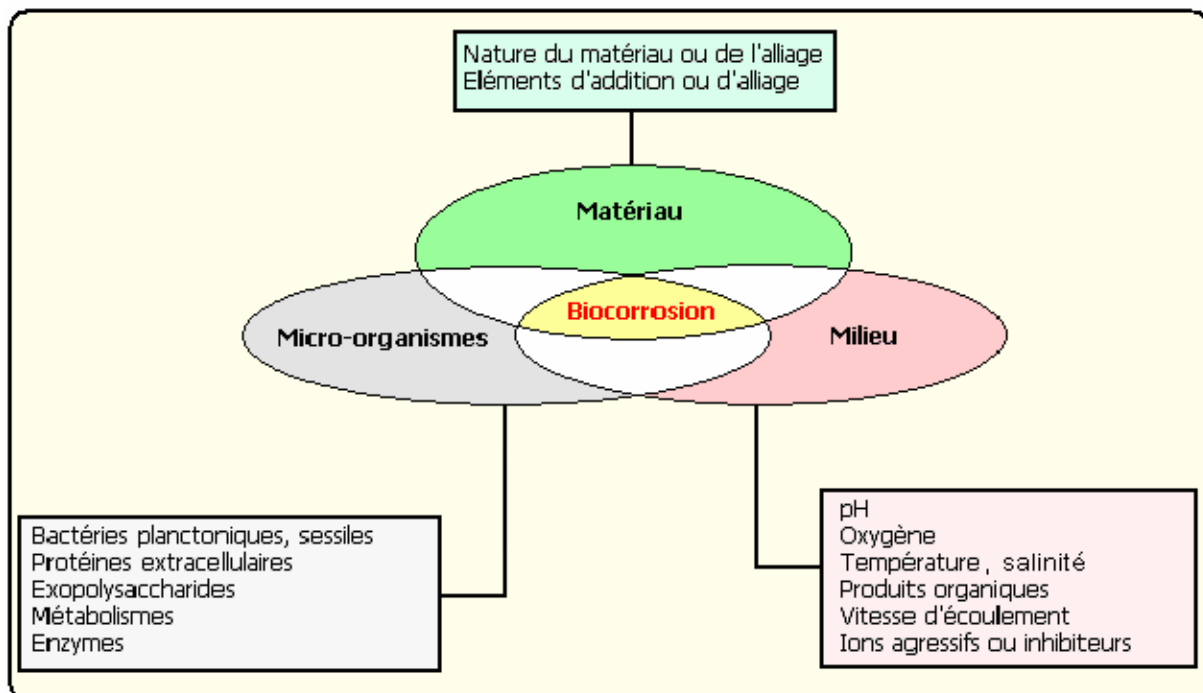 Nature du matériau ou de l'alliage
Eléments d'addition ou d'alliage
Matériau
Biocorrosion
Micro-organismes
Milieu
Bactéries planctoniques, sessiles
Protéines extracellulaires
Exopolysaccharides
Métabolismes
Enzymes
pH
Oxygène
Température, salinité
Produits organiques
Vitesse d'écoulement
Ions agressifs ou inhibiteurs